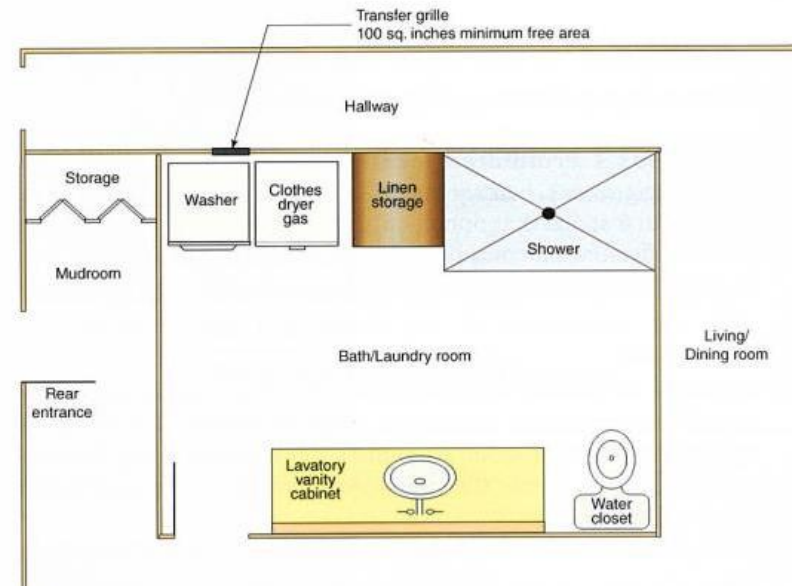 Transfer grille
100 sq. inches minimum free area
Hallway
Storage
Washer
Clothes
dryer
gas
Linen
storage
Shower
Mudroom
Bath/Laundry room
Living/
Dining room
Rear
entrance
Lavatory
vanity
cabinet
Water
closet